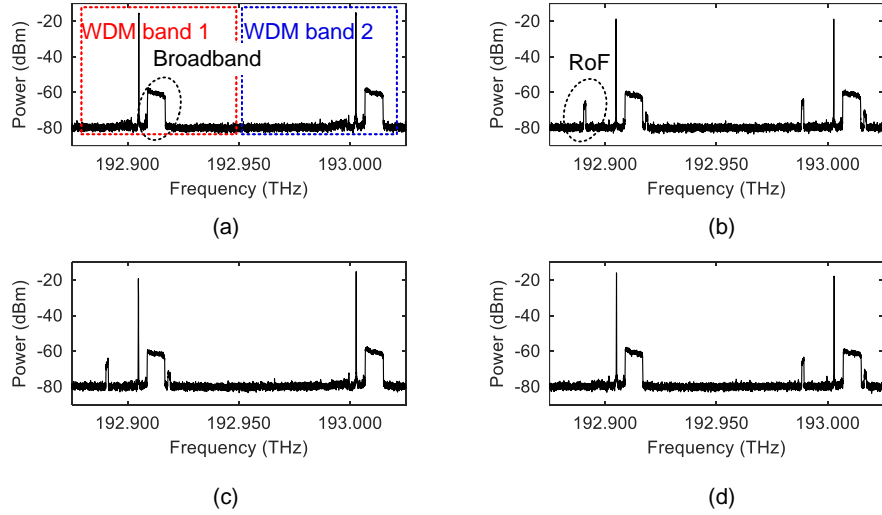 WDM band 1
WDM band 2
Broadband
-20
-40
-60
-80
Power (dBm)
192.900
192.950
193.000
Frequency (THz)
(a)
RoF
-20
-40
-60
-80
Power (dBm)
192.900
192.950
193.000
Frequency (THz)
(b)
-20
-40
-60
-80
Power (dBm)
192.900
192.950
193.000
Frequency (THz)
(c)
-20
-40
-60
-80
Power (dBm)
192.900
192.950
193.000
Frequency (THz)
(d)